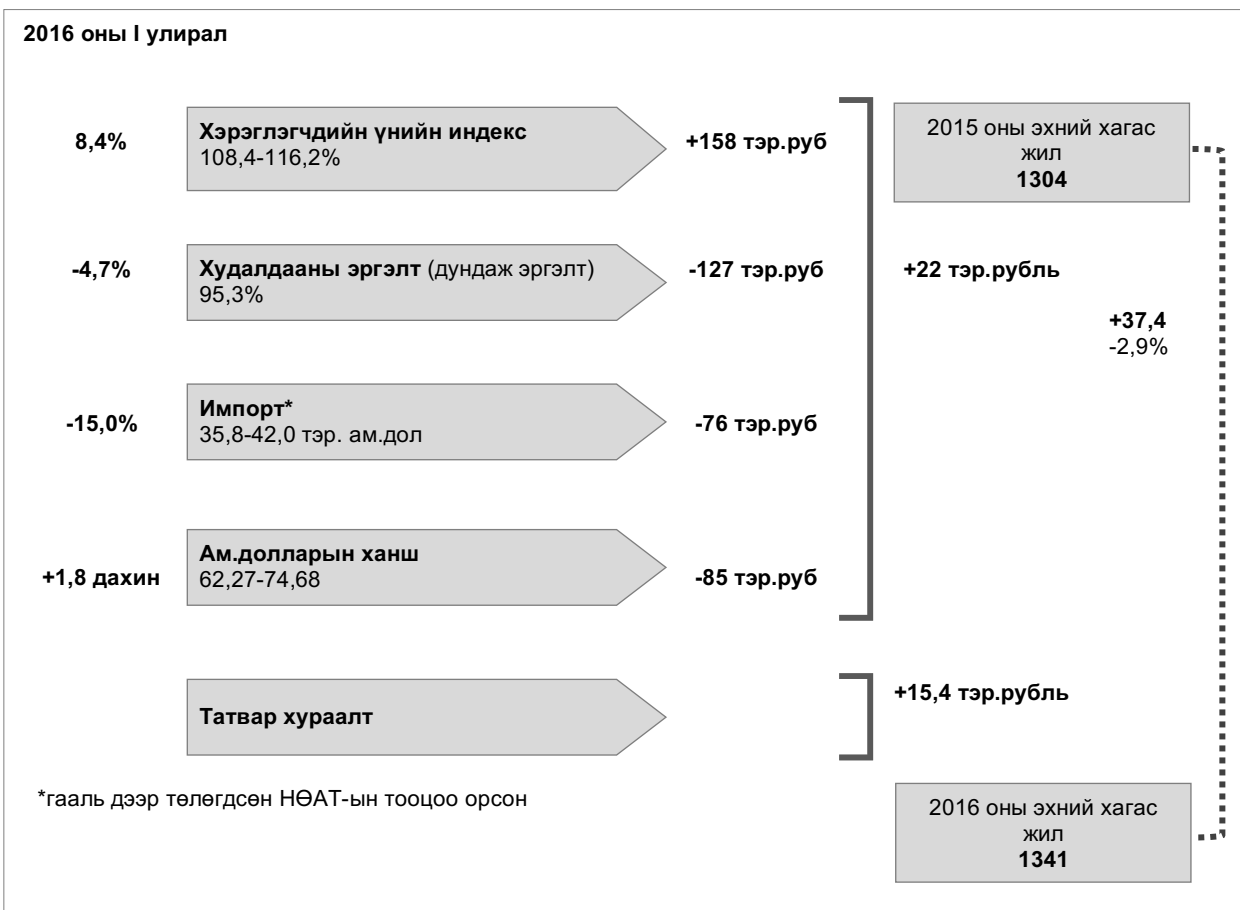 2016 оны I улирал
8,4%
Хэрэглэгчдийн үнийн индекс
108,4-116,2%
+158 тэр.руб
2015 оны эхний хагас
жил
1304
-4,7%
Худалдааны эргэлт (дундаж эргэлт)
95,3%
-127 тэр.руб
+22 тэр.рубль
+37,4
-2,9%
-15,0%
Импорт*
35,8-42,0 тэр. ам.дол
-76 тэр.руб
+1,8 дахин
Ам.долларын ханш
62,27-74,68
-85 тэр.руб
Татвар хураалт
+15,4 тэр.рубль
*гааль дээр төлөгдсөн НӨАТ-ын тооцоо орсон
2016 оны эхний хагас
жил
1341